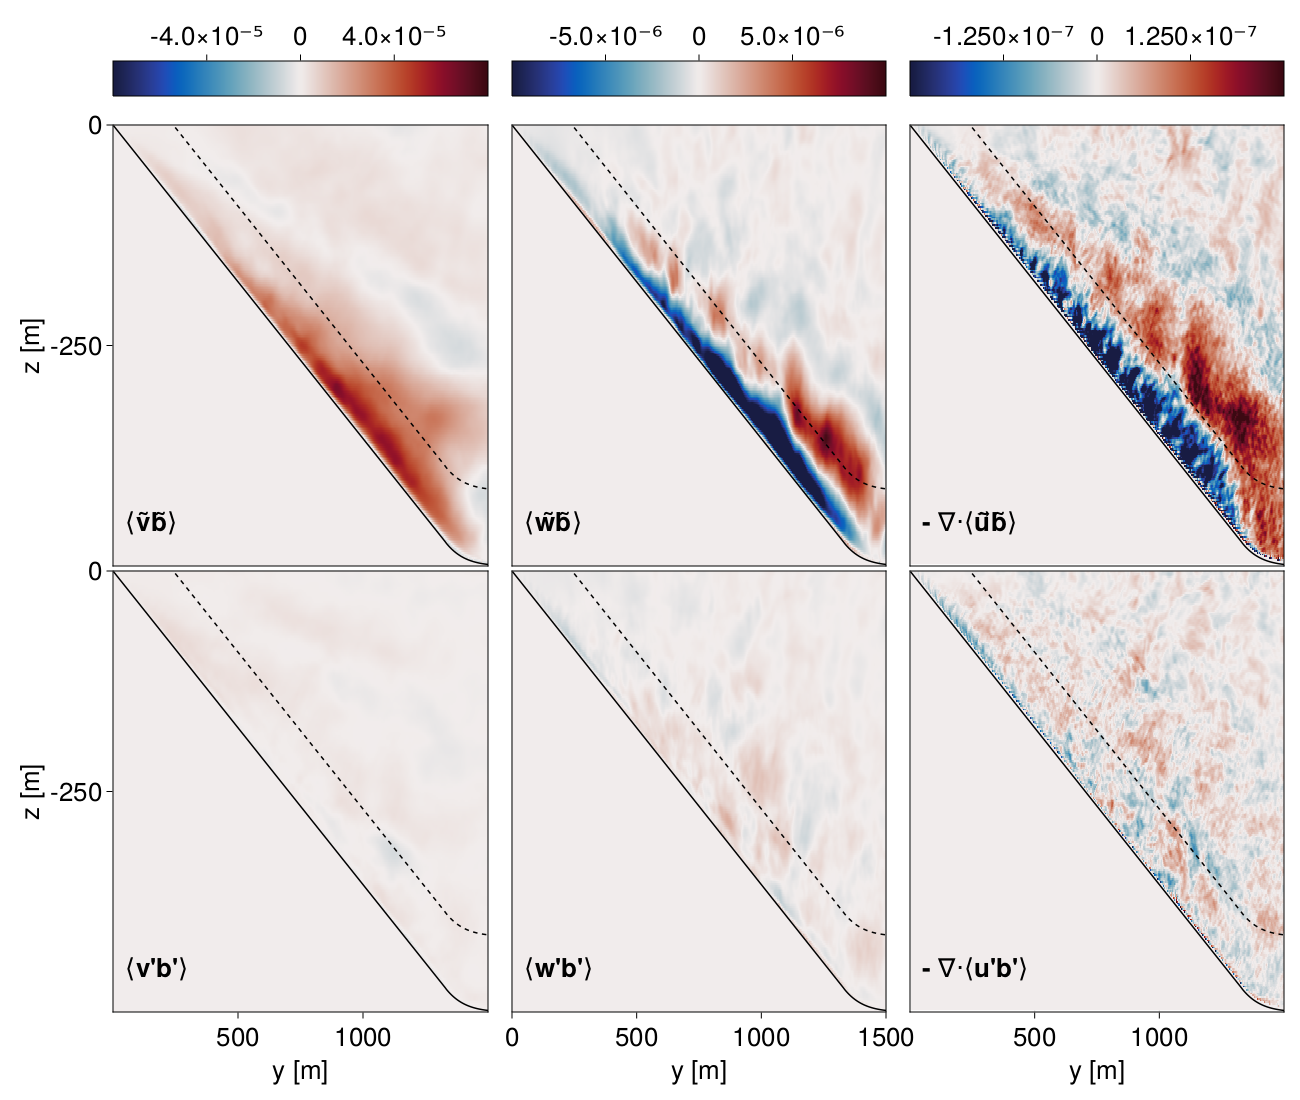 -4.0×10⁻⁵ 0 4.0×10⁻⁵
-5.0×10⁻⁶ 0 5.0×10⁻⁶
-1.250×10⁻⁷ 0 1.250×10⁻⁷
0
-250
z [m]
⟨ṽb̃⟩
⟨w̃b̃⟩
- ∇·⟨ũb̃⟩
0
-250
z [m]
⟨v'b'⟩
⟨w'b'⟩
- ∇·⟨u'b'⟩
500 1000
0 500 1000 1500
500 1000
y [m]
y [m]
y [m]